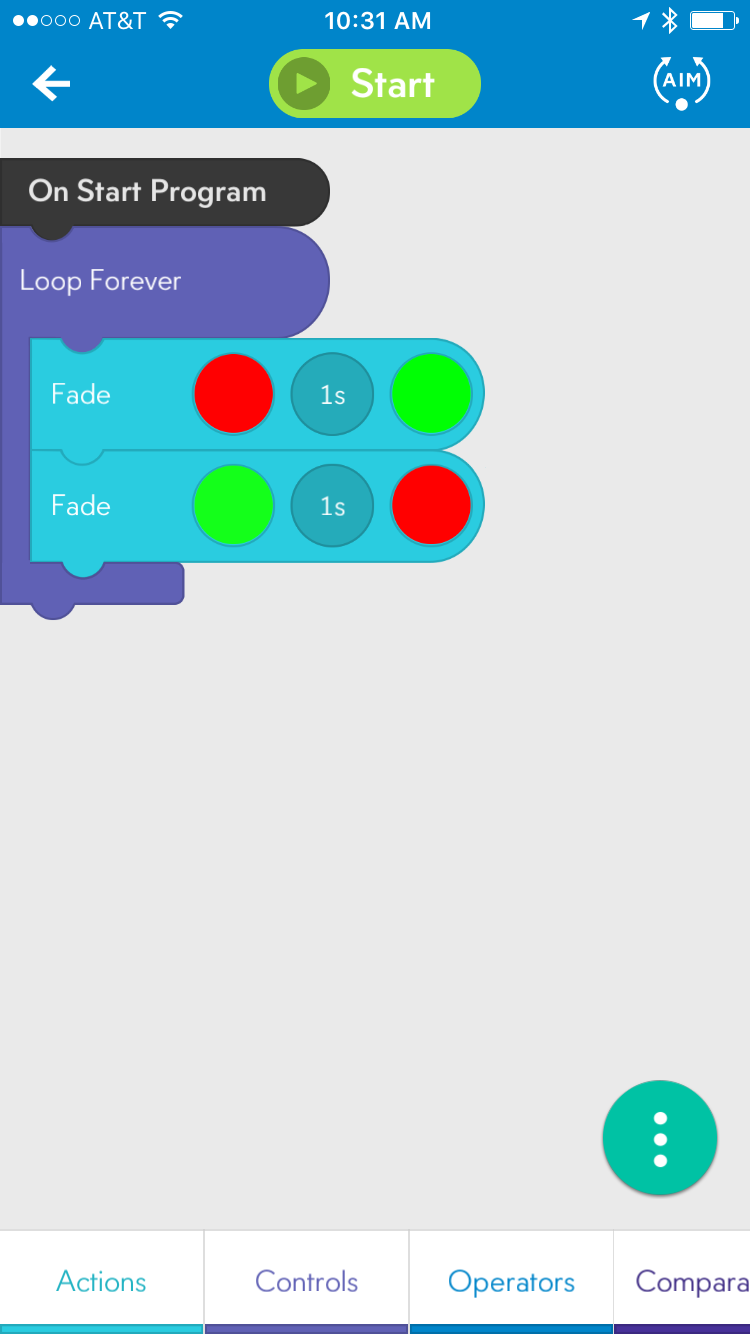 AT&T 10:31 AM
Start
AIM
On Start Program
Loop Forever
Fade 1s
Fade 1s
Actions Controls Operators Compara